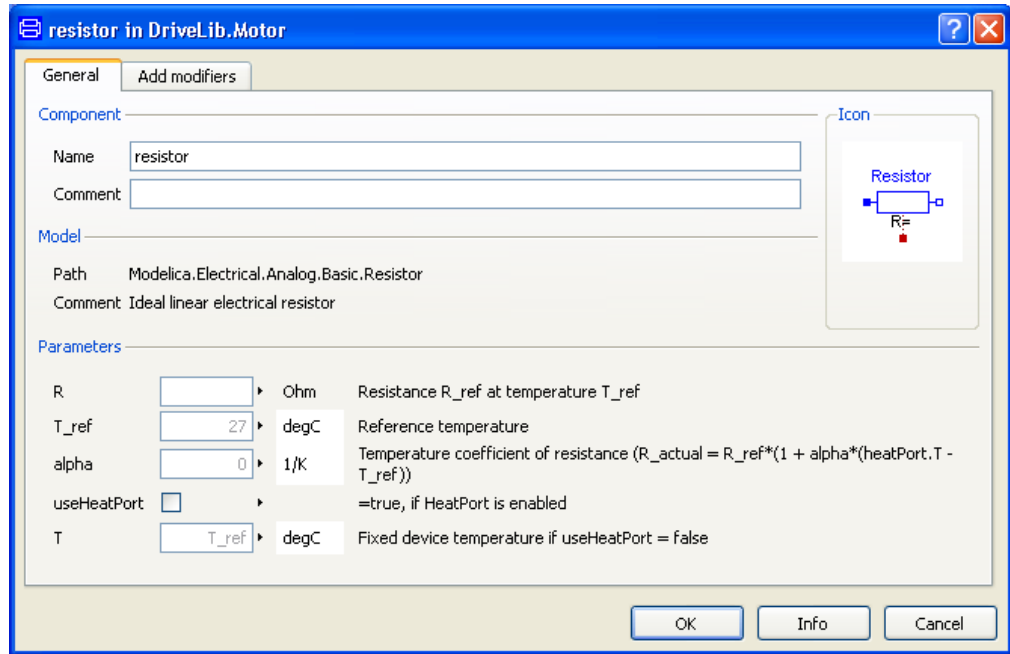 resistor in DriveLib.Motor
General
Add modifiers
Component
Name
resistor
Comment
Icon
Resistor
R=
Model
Path
Modelica.Electrical.Analog.Basic.Resistor
Comment
Ideal linear electrical resistor
Parameters
R
Ohm
Resistance R_ref at temperature T_ref
T_ref
27
degC
Reference temperature
alpha
0
1/K
Temperature coefficient of resistance (R_actual = R_ref*(1 + alpha*(heatPort.T -
T_ref))
useHeatPort
=true, if HeatPort is enabled
T
T_ref
degC
Fixed device temperature if useHeatPort = false
OK
Info
Cancel